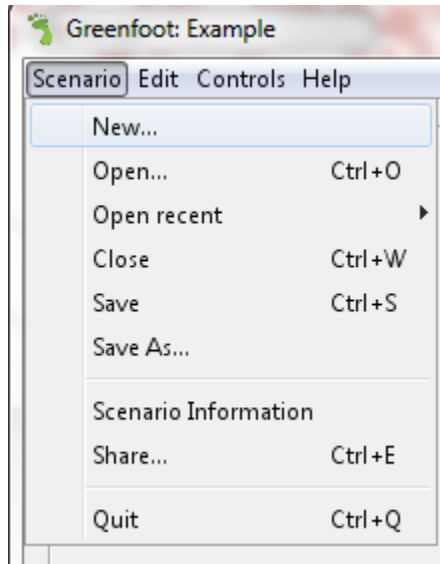 Greenfoot: Example
Scenario Edit Controls Help
New...
Open... Ctrl+O
Open recent
Close Ctrl+W
Save Ctrl+S
Save As...
Scenario Information
Share... Ctrl+E
Quit Ctrl+Q